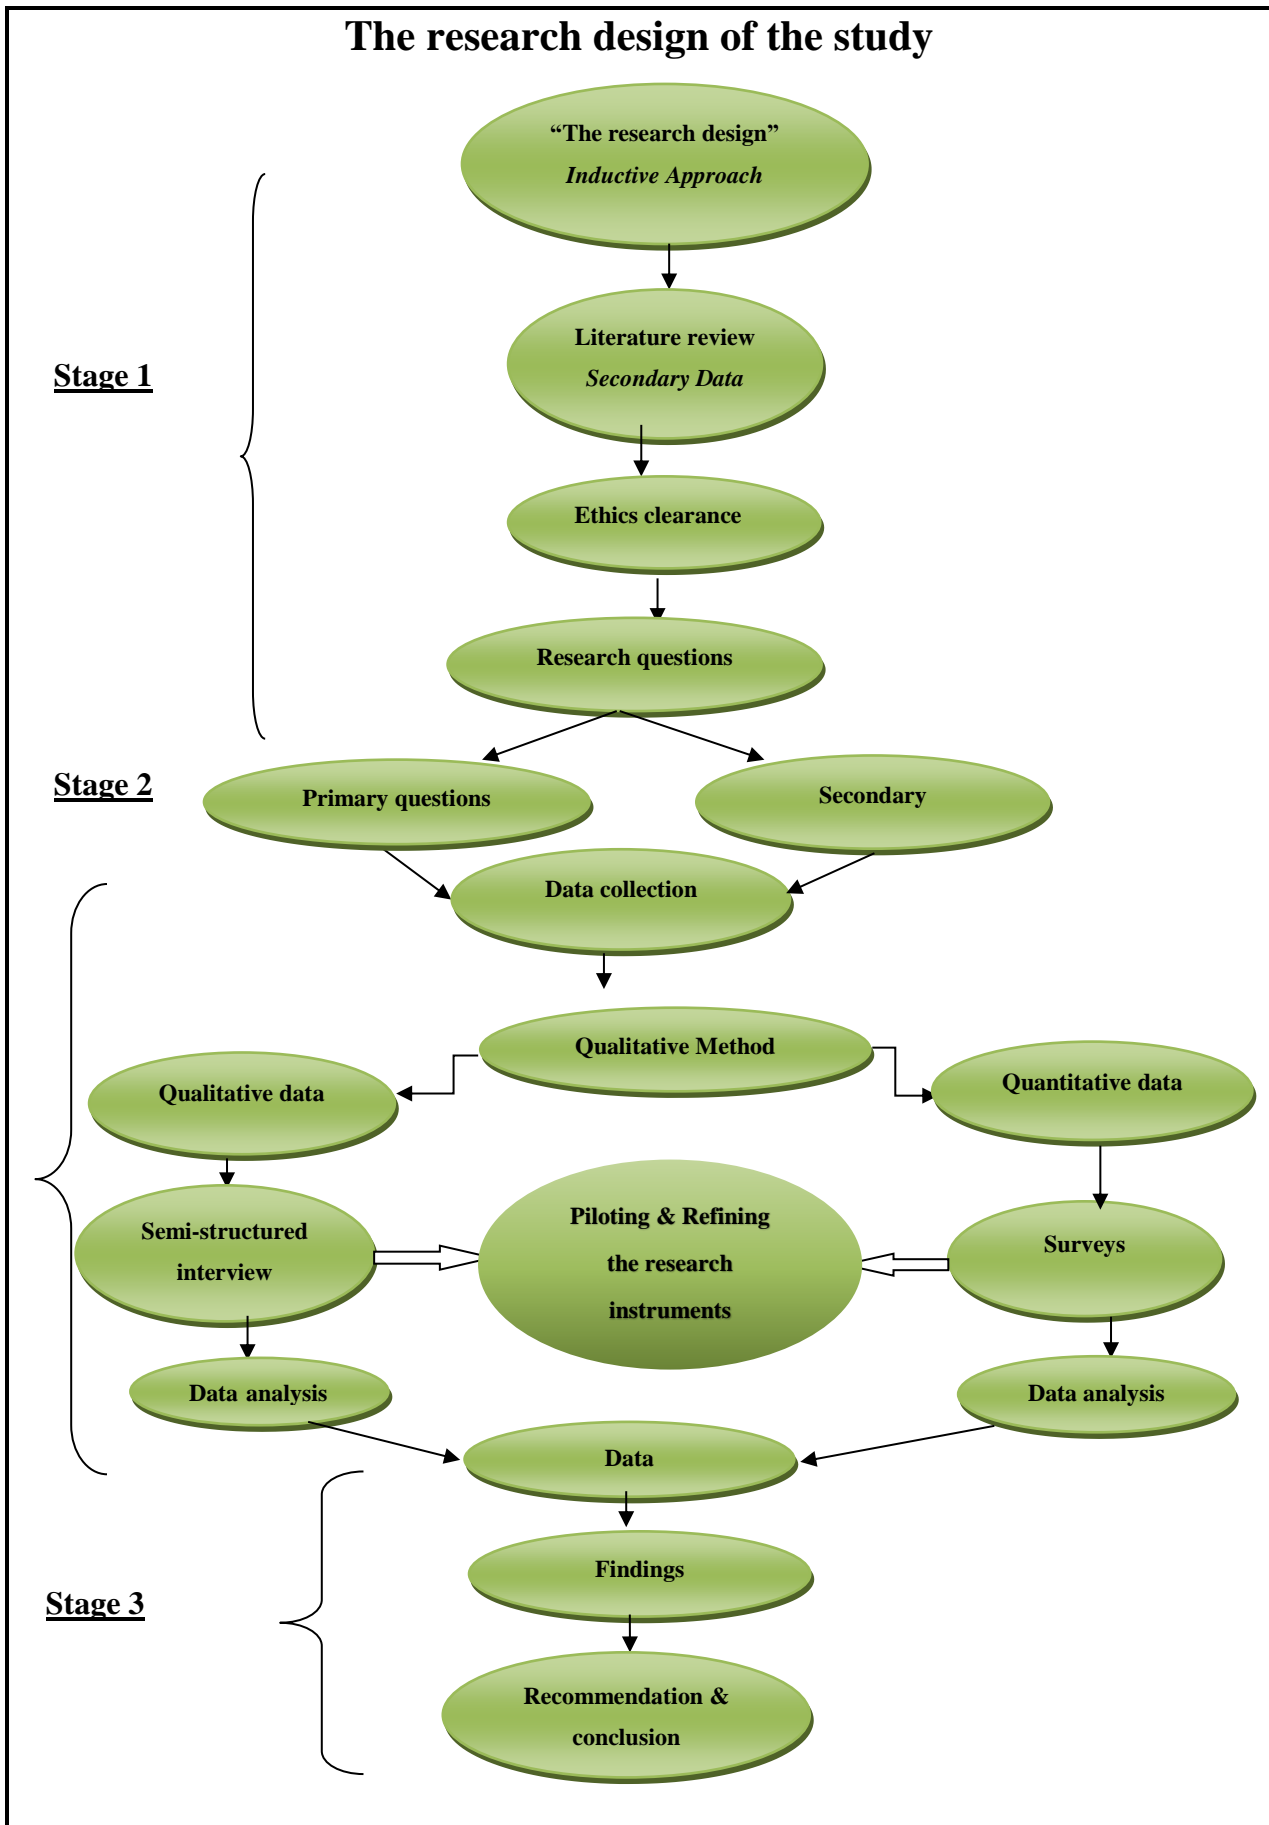 The research design of the study
“The research design”
Inductive Approach
Literature review
Secondary Data
Stage 1
Ethics clearance
Research questions
Stage 2
Primary questions
Secondary
Data collection
Qualitative Method
Qualitative data
Quantitative data
Semi-structured
interview
Piloting & Refining
the research
instruments
Surveys
Data analysis
Data analysis
Data
Findings
Stage 3
Recommendation &
conclusion